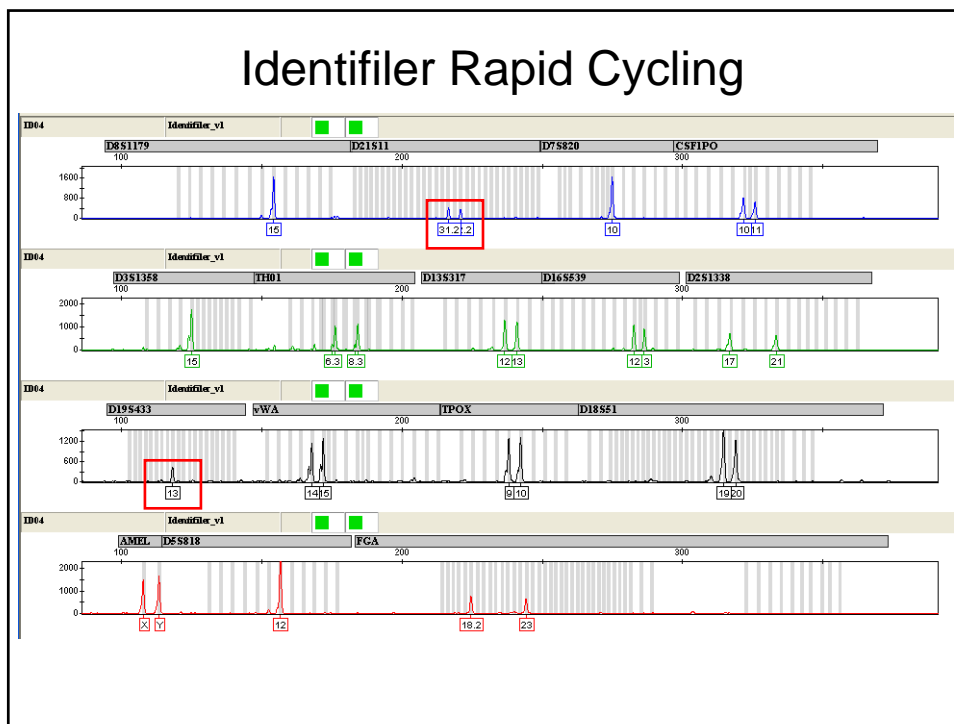 Identifiler Rapid Cycling
ID04 Identifiler_v1
D8S1179 D21S11 D7S820 CSF1PO
100 200 300
1600
800
0
15 31.2 2.2 10 10 11
ID04 Identifiler_v1
D3S1358 TH01 D13S317 D16S539 D2S1338
100 200 300
2000
1000
0
15 6.3 8.3 12 13 12 3 17 21
ID04 Identifiler_v1
D19S433 vWA TPOX D18S51
100 200 300
1200
600
0
13 14 15 9 10 19 20
ID04 Identifiler_v1
AMEL D5S818 FGA
100 200 300
2000
1000
0
X Y 12 18.2 23